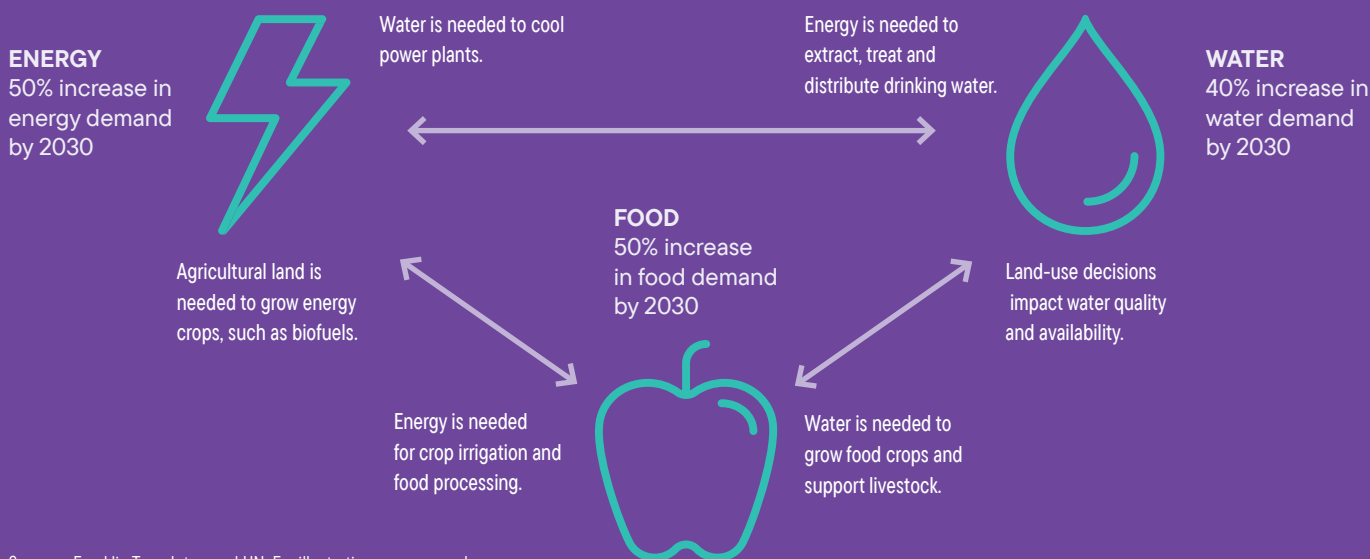 ENERGY
50% increase in
energy demand
by 2030
Water is needed to cool
power plants.
Energy is needed to
extract, treat and
distribute drinking water.
WATER
40% increase in
water demand
by 2030
FOOD
50% increase
in food demand
by 2030
Agricultural land is
needed to grow energy
crops, such as biofuels.
Land-use decisions
impact water quality
and availability.
Energy is needed
for crop irrigation and
food processing.
Water is needed to
grow food crops and
support livestock.